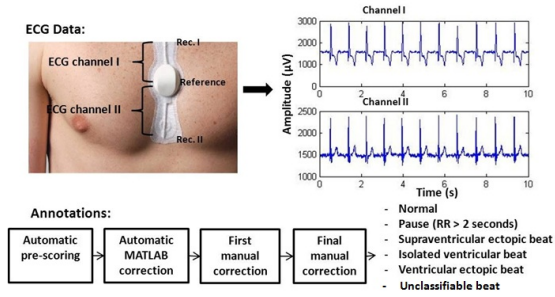 ECG Data:
Rec. I
ECG channel I
Reference
ECG channel II
Rec. II
Channel I
3000
2000
1000
0
0 2 4 6 8 10
Amplitude (µV)
Channel II
2500
2000
1500
1000
0 2 4 6 8 10
Time (s)
Annotations:
Automatic
pre-scoring
Automatic
MATLAB
correction
First
manual
correction
Final
manual
correction
- Normal
- Pause (RR > 2 seconds)
- Supraventricular ectopic beat
- Isolated ventricular beat
- Ventricular ectopic beat
- Unclassifiable beat